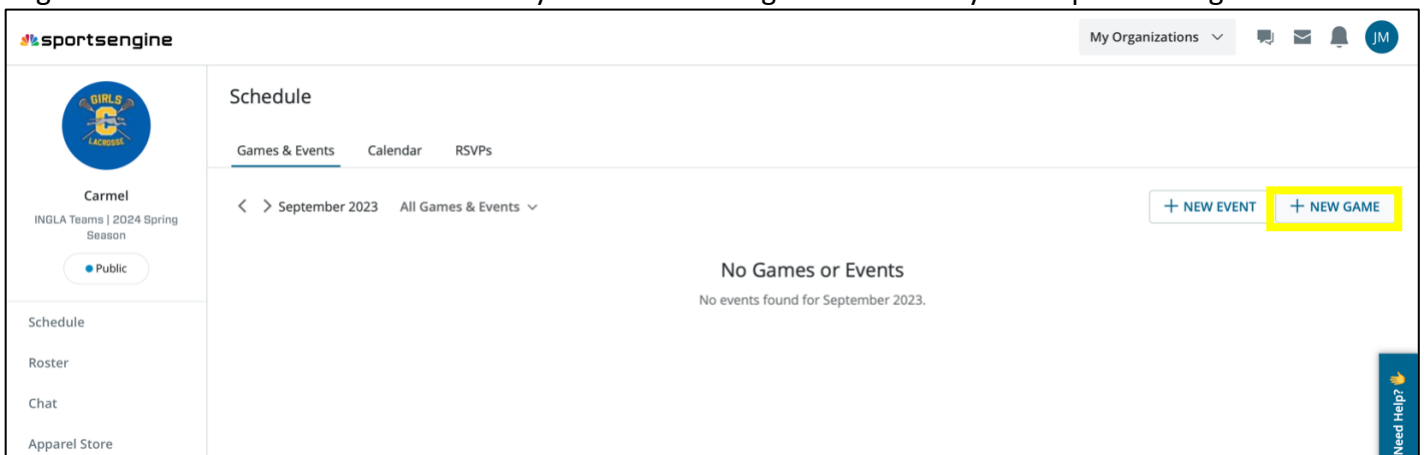 sportsengine
My Organizations
JM
GIRLS
C
LACROSSE
Carmel
INGLA Teams | 2024 Spring
Season
Public
Schedule
Roster
Chat
Apparel Store
Schedule
Games & Events Calendar RSVPs
September 2023 All Games & Events
+ NEW EVENT + NEW GAME
No Games or Events
No events found for September 2023.
Need Help?